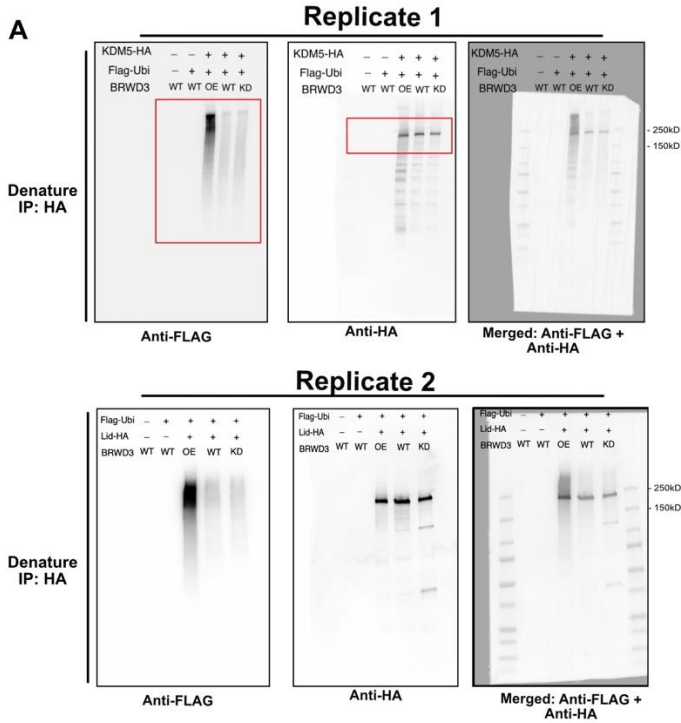 A
Replicate 1
KDM5-HA – – + + +
Flag-Ubi – + + + +
BRWD3 WT WT OE WT KD
KDM5-HA – – + + +
Flag-Ubi – + + + +
BRWD3 WT WT OE WT KD
KDM5-HA – – + + +
Flag-Ubi – + + + +
BRWD3 WT WT OE WT KD
- 250kD
- 150kD
Denature
IP: HA
Anti-FLAG
Anti-HA
Merged: Anti-FLAG +
Anti-HA
Replicate 2
Flag-Ubi – + + + +
Lid-HA – – + + +
BRWD3 WT WT OE WT KD
Flag-Ubi – + + + +
Lid-HA – – + + +
BRWD3 WT WT OE WT KD
Flag-Ubi – + + + +
Lid-HA – – + + +
BRWD3 WT WT OE WT KD
- 250kD
- 150kD
Denature
IP: HA
Anti-FLAG
Anti-HA
Merged: Anti-FLAG +
Anti-HA